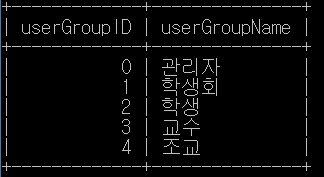 userGroupID | userGroupName
0 | 관리자
1 | 학생회
2 | 학생
3 | 교수
4 | 조교